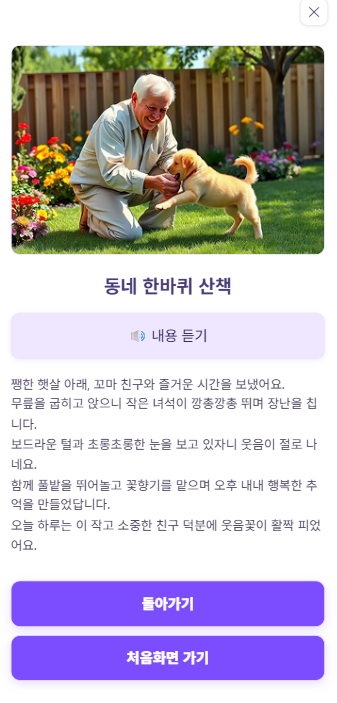 동네 한바퀴 산책
내용 듣기
쨍한 햇살 아래, 꼬마 친구와 즐거운 시간을 보냈어요.
무릎을 굽히고 앉으니 작은 녀석이 깡총깡총 뛰며 장난을 칩
니다.
보드라운 털과 초롱초롱한 눈을 보고 있자니 웃음이 절로 나
네요.
함께 풀밭을 뛰어놀고 꽃향기를 맡으며 오후 내내 행복한 추
억을 만들었답니다.
오늘 하루는 이 작고 소중한 친구 덕분에 웃음꽃이 활짝 피었
어요.
돌아가기
처음화면 가기